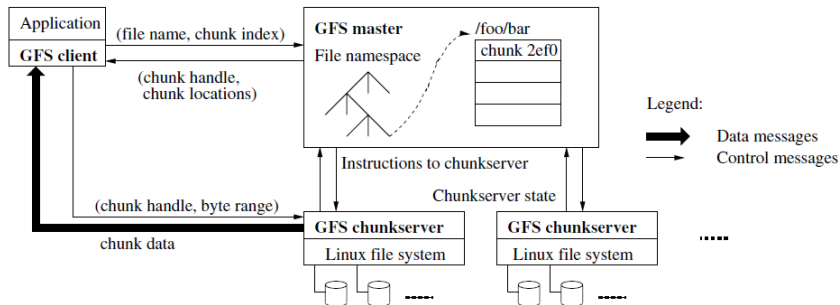 Application
GFS client
(file name, chunk index)
(chunk handle,
chunk locations)
GFS master
File namespace
/foo/bar
chunk 2ef0
Legend:
Data messages
Control messages
Instructions to chunkserver
Chunkserver state
(chunk handle, byte range)
chunk data
GFS chunkserver
Linux file system
GFS chunkserver
Linux file system